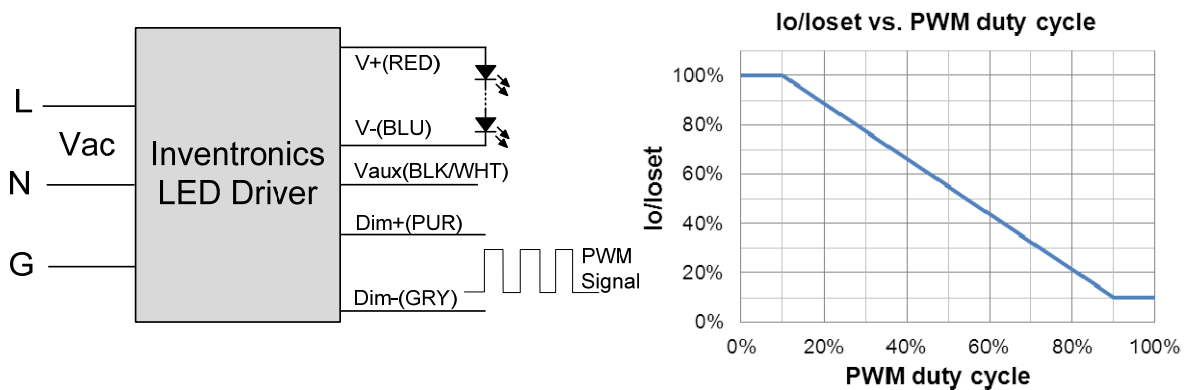 L
Vac
N
G
Inventronics
LED Driver
V+(RED)
V-(BLU)
Vaux(BLK/WHT)
Dim+(PUR)
Dim-(GRY)
PWM
Signal
Io/Ioset vs. PWM duty cycle
Io/Ioset
100%
80%
60%
40%
20%
0%
0%
20%
40%
60%
80%
100%
PWM duty cycle